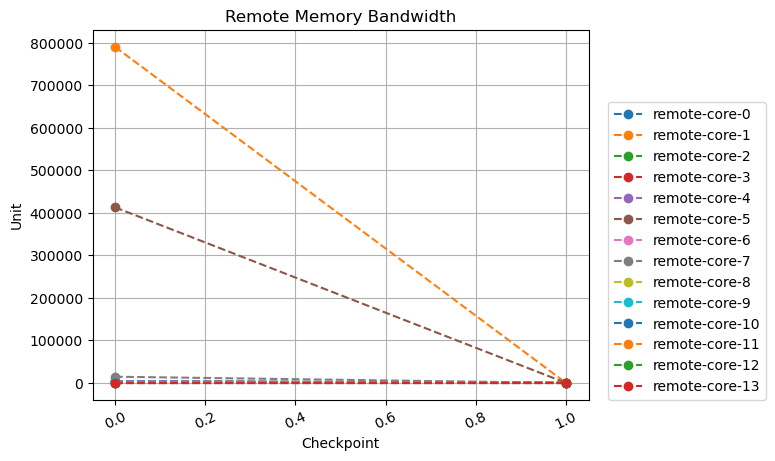 Remote Memory Bandwidth
800000
700000
600000
500000
400000
300000
200000
100000
0
Unit
0.0
0.2
0.4
0.6
0.8
1.0
Checkpoint
remote-core-0
remote-core-1
remote-core-2
remote-core-3
remote-core-4
remote-core-5
remote-core-6
remote-core-7
remote-core-8
remote-core-9
remote-core-10
remote-core-11
remote-core-12
remote-core-13